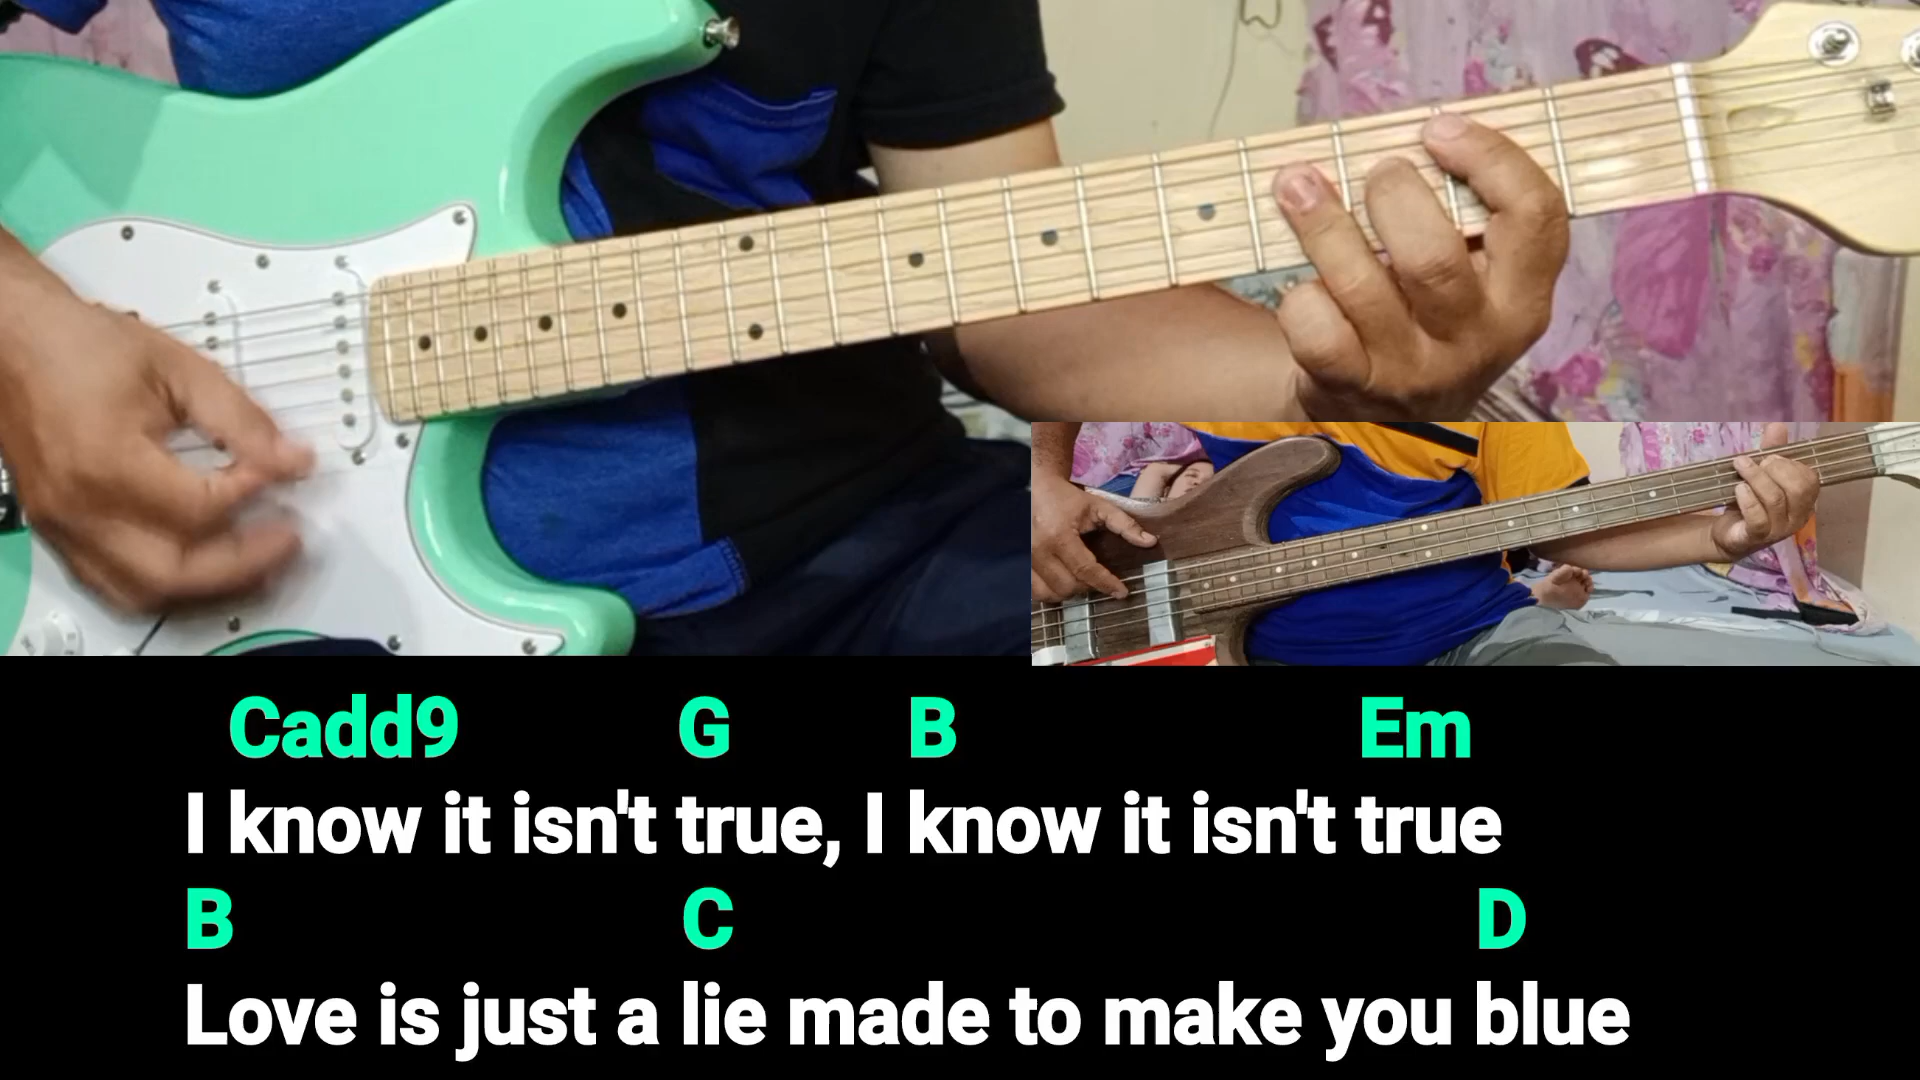 Cadd9 G B Em
I know it isn't true, I know it isn't true
B C D
Love is just a lie made to make you blue